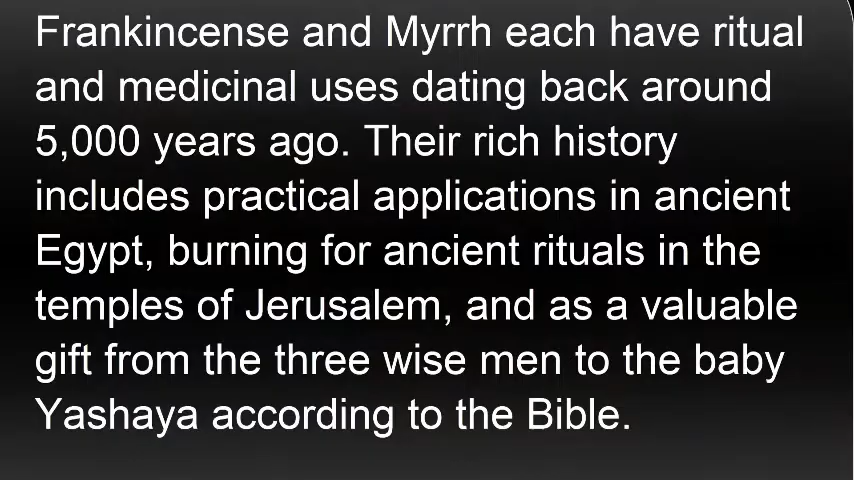 Frankincense and Myrrh each have ritual
and medicinal uses dating back around
5,000 years ago. Their rich history
includes practical applications in ancient
Egypt, burning for ancient rituals in the
temples of Jerusalem, and as a valuable
gift from the three wise men to the baby
Yashaya according to the Bible.